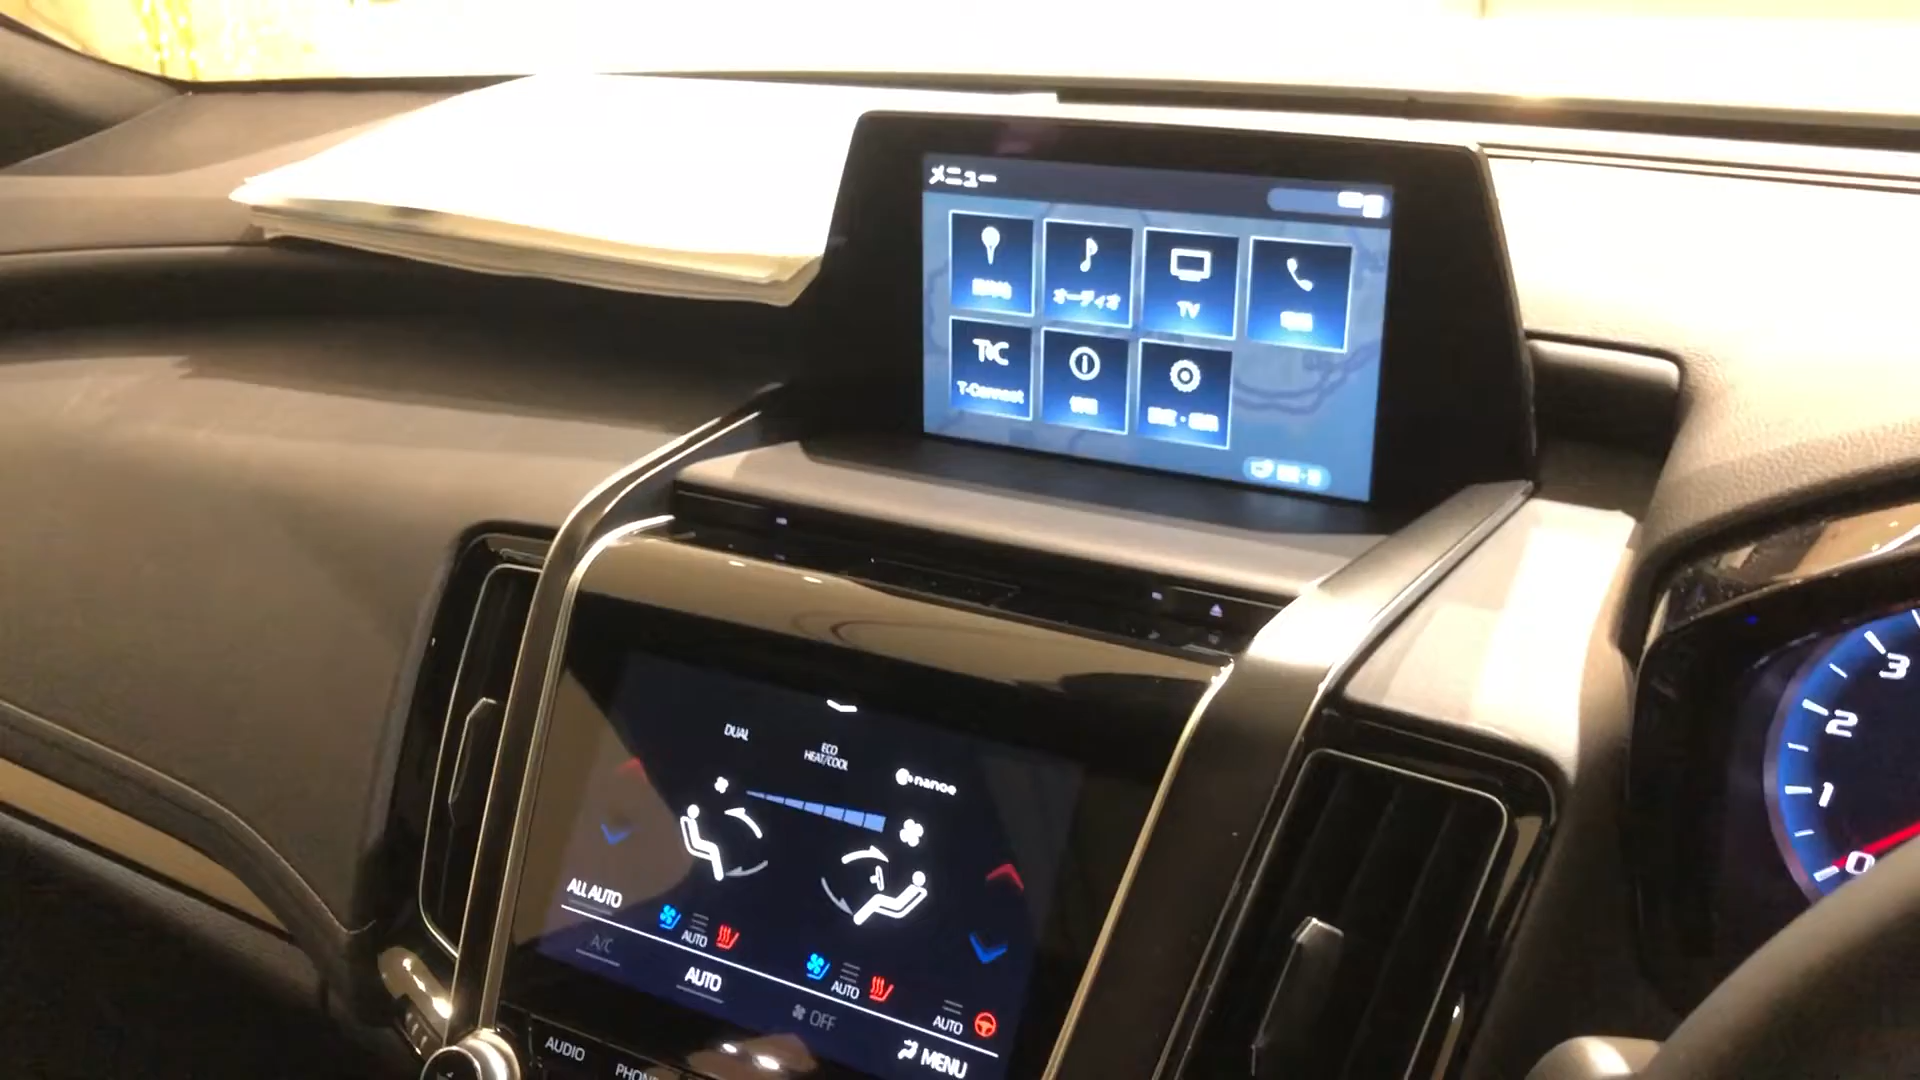 メニュー
オーディオ
TV
T-Connect
DUAL
ECO
HEAT/COOL
nanoe
ALL AUTO
AUTO
A/C
AUTO
AUTO
OFF
AUTO
MENU
AUDIO
3
2
1
0